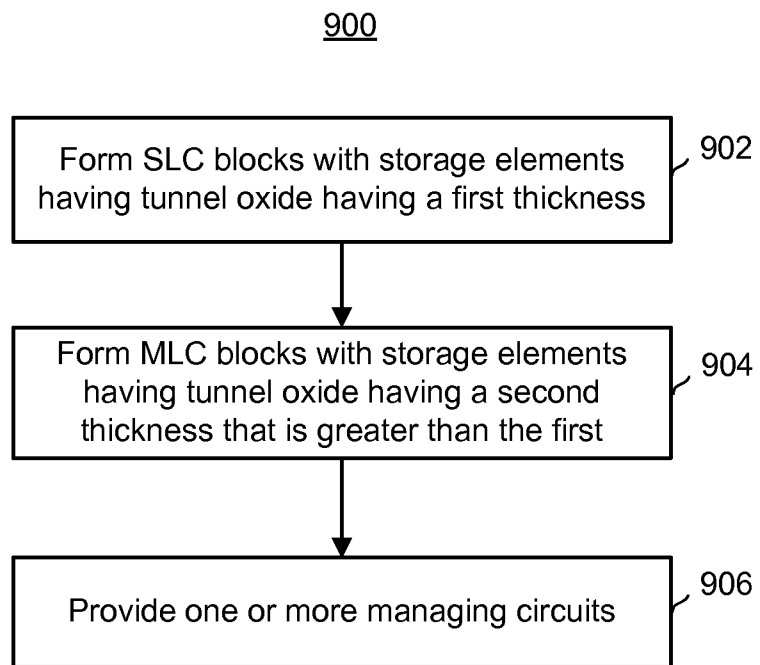 900
Form SLC blocks with storage elements
having tunnel oxide having a first thickness
902
Form MLC blocks with storage elements
having tunnel oxide having a second
thickness that is greater than the first
904
Provide one or more managing circuits
906